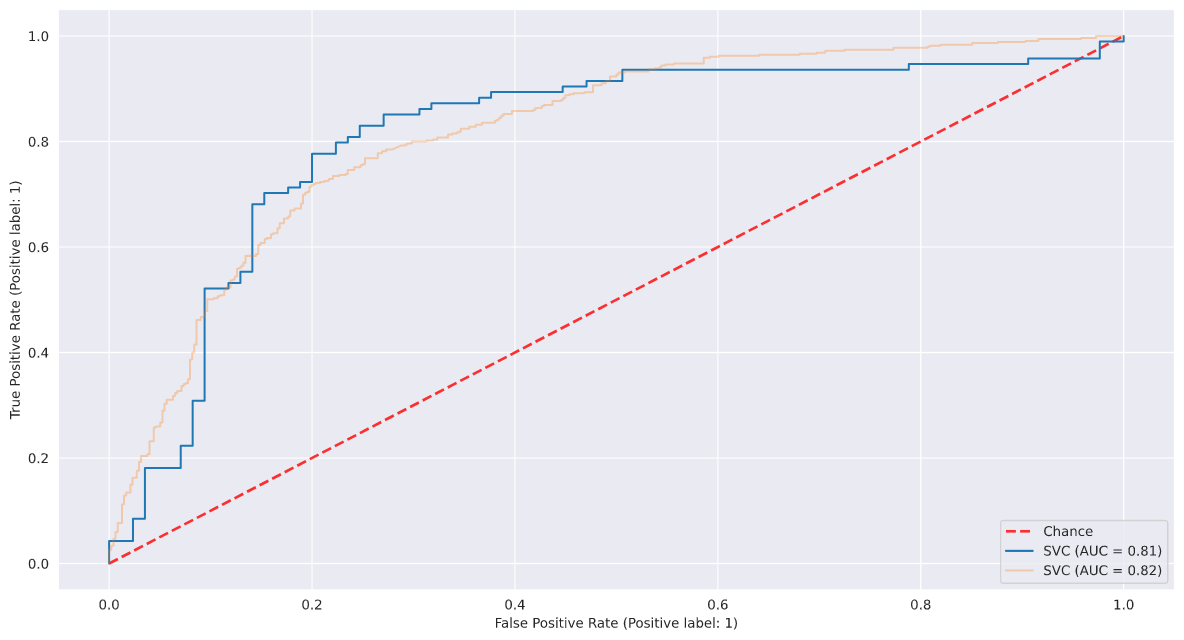 1.0
0.8
0.6
0.4
0.2
0.0
True Positive Rate (Positive label: 1)
Chance
SVC (AUC = 0.81)
SVC (AUC = 0.82)
0.0 0.2 0.4 0.6 0.8 1.0
False Positive Rate (Positive label: 1)